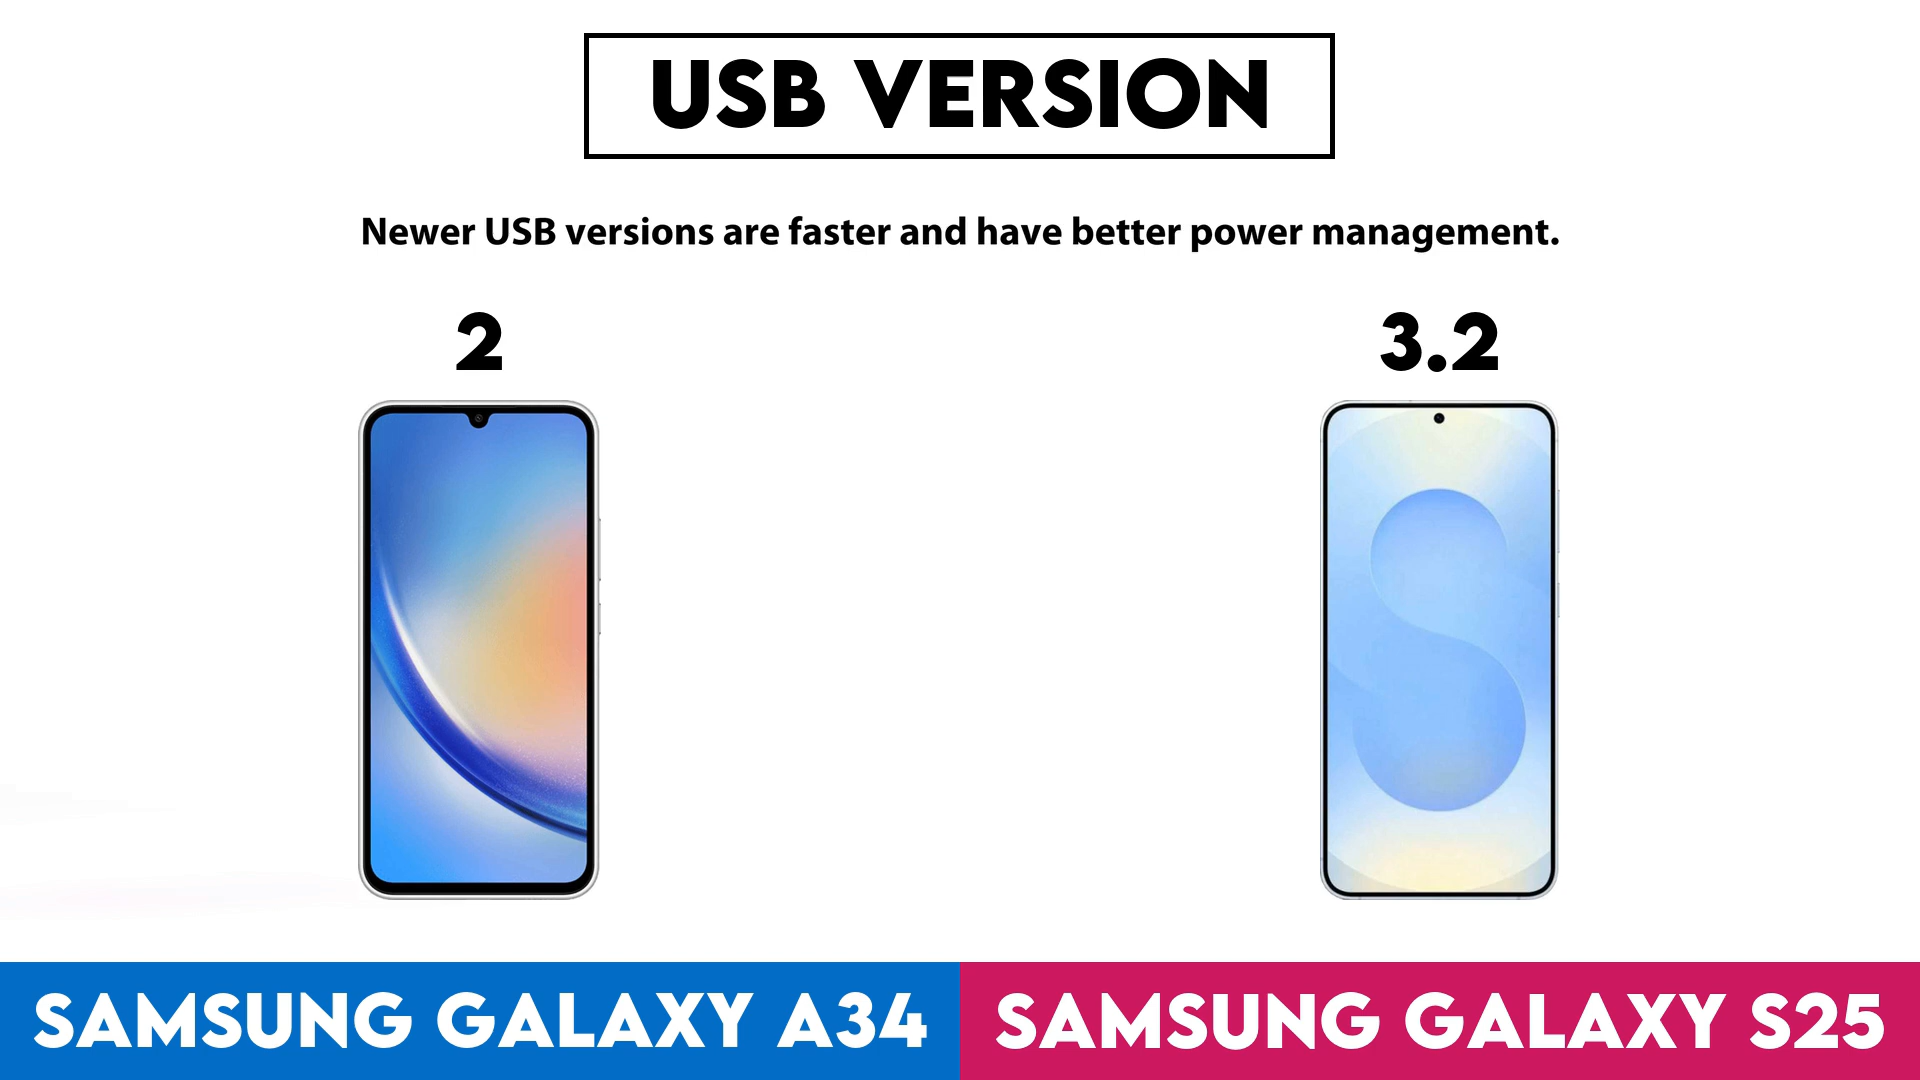 USB VERSION
Newer USB versions are faster and have better power management.
2
3.2
SAMSUNG GALAXY A34
SAMSUNG GALAXY S25